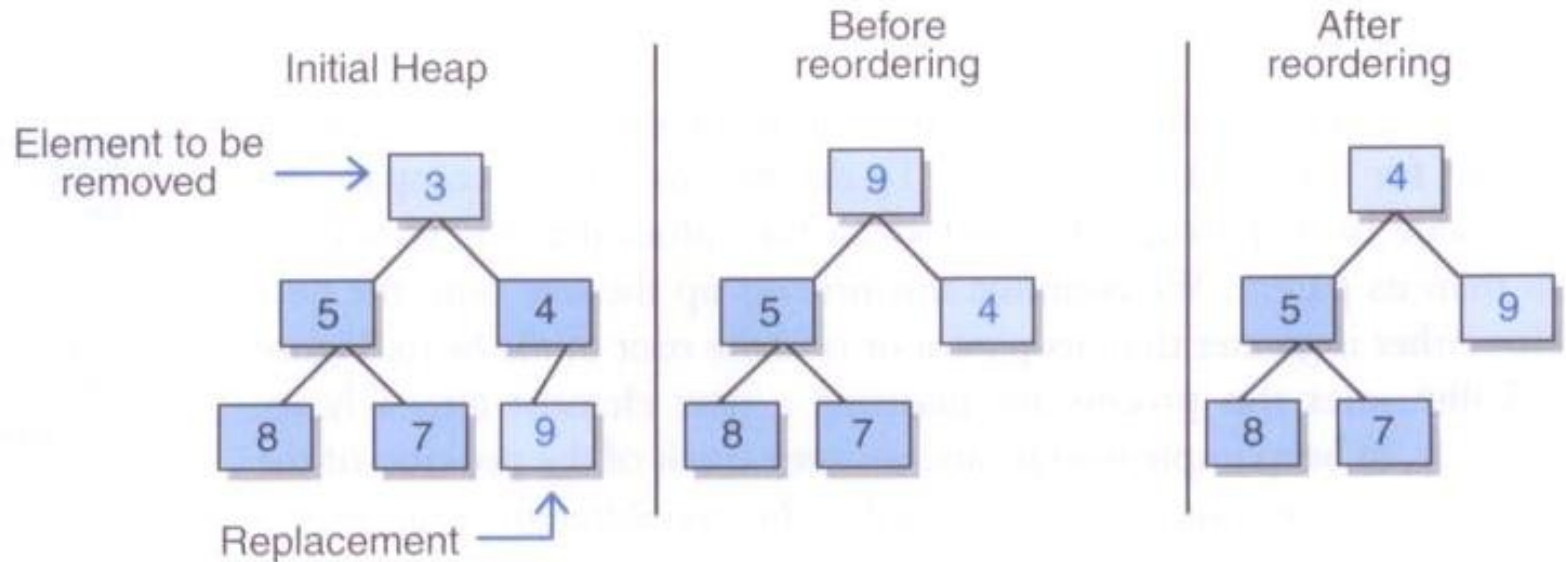 Initial Heap
Element to be
removed
3
5
4
8
7
9
Replacement
Before
reordering
9
5
4
8
7
After
reordering
4
5
9
8
7